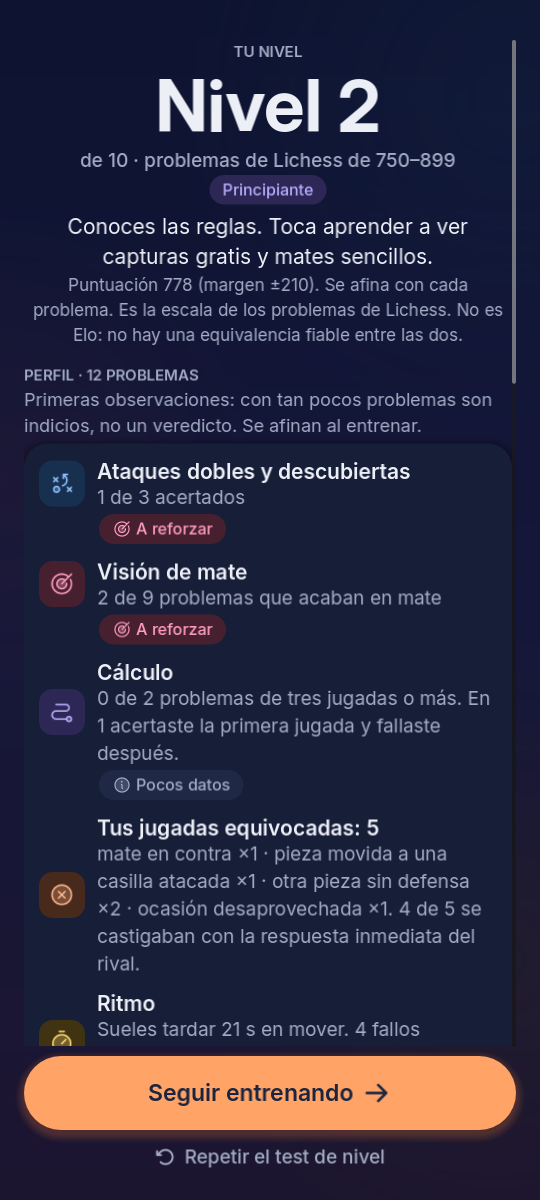 TU NIVEL
Nivel 2
de 10 · problemas de Lichess de 750–899
Principiante
Conoces las reglas. Toca aprender a ver
capturas gratis y mates sencillos.
Puntuación 778 (margen ±210). Se afina con cada
problema. Es la escala de los problemas de Lichess. No es
Elo: no hay una equivalencia fiable entre las dos.
PERFIL · 12 PROBLEMAS
Primeras observaciones: con tan pocos problemas son
indicios, no un veredicto. Se afinan al entrenar.
Ataques dobles y descubiertas
1 de 3 acertados
A reforzar
Visión de mate
2 de 9 problemas que acaban en mate
A reforzar
Cálculo
0 de 2 problemas de tres jugadas o más. En
1 acertaste la primera jugada y fallaste
después.
Pocos datos
Tus jugadas equivocadas: 5
mate en contra ×1 · pieza movida a una
casilla atacada ×1 · otra pieza sin defensa
×2 · ocasión desaprovechada ×1. 4 de 5 se
castigaban con la respuesta inmediata del
rival.
Ritmo
Sueles tardar 21 s en mover. 4 fallos
Seguir entrenando →
Repetir el test de nivel